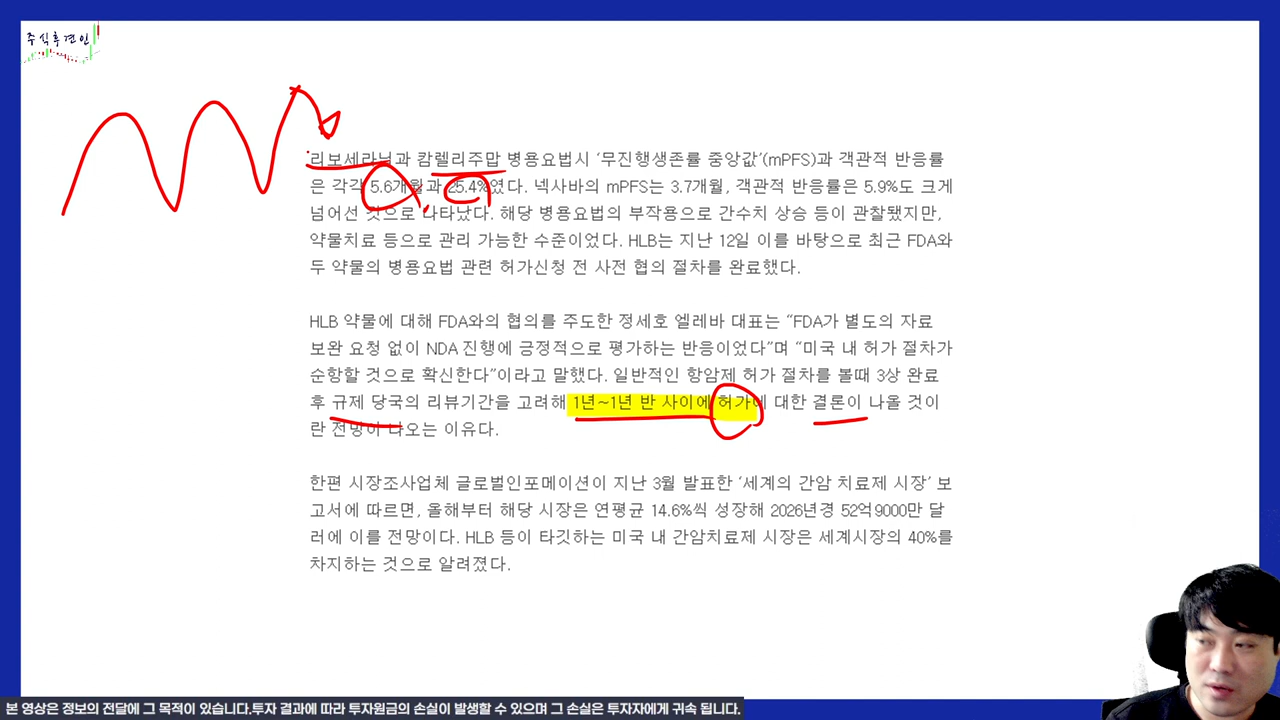 주식후견인
리보세라닙과 캄렐리주맙 병용요법시 ‘무진행생존률 중앙값’(mPFS)과 객관적 반응률
은 각각 5.6개월과 25.4%였다. 넥사바의 mPFS는 3.7개월, 객관적 반응률은 5.9%도 크게
넘어선 것으로 나타났다. 해당 병용요법의 부작용으로 간수치 상승 등이 관찰됐지만,
약물치료 등으로 관리 가능한 수준이었다. HLB는 지난 12일 이를 바탕으로 최근 FDA와
두 약물의 병용요법 관련 허가신청 전 사전 협의 절차를 완료했다.
HLB 약물에 대해 FDA와의 협의를 주도한 정세호 엘레바 대표는 “FDA가 별도의 자료
보완 요청 없이 NDA 진행에 긍정적으로 평가하는 반응이었다”며 “미국 내 허가 절차가
순항할 것으로 확신한다”이라고 말했다. 일반적인 항암제 허가 절차를 볼때 3상 완료
후 규제 당국의 리뷰기간을 고려해 1년~1년 반 사이에 허가에 대한 결론이 나올 것이
란 전망이 나오는 이유다.
한편 시장조사업체 글로벌인포메이션이 지난 3월 발표한 ‘세계의 간암 치료제 시장’ 보
고서에 따르면, 올해부터 해당 시장은 연평균 14.6%씩 성장해 2026년경 52억9000만 달
러에 이를 전망이다. HLB 등이 타깃하는 미국 내 간암치료제 시장은 세계시장의 40%를
차지하는 것으로 알려졌다.
본 영상은 정보의 전달에 그 목적이 있습니다.투자 결과에 따라 투자원금의 손실이 발생할 수 있으며 그 손실은 투자자에게 귀속 됩니다.